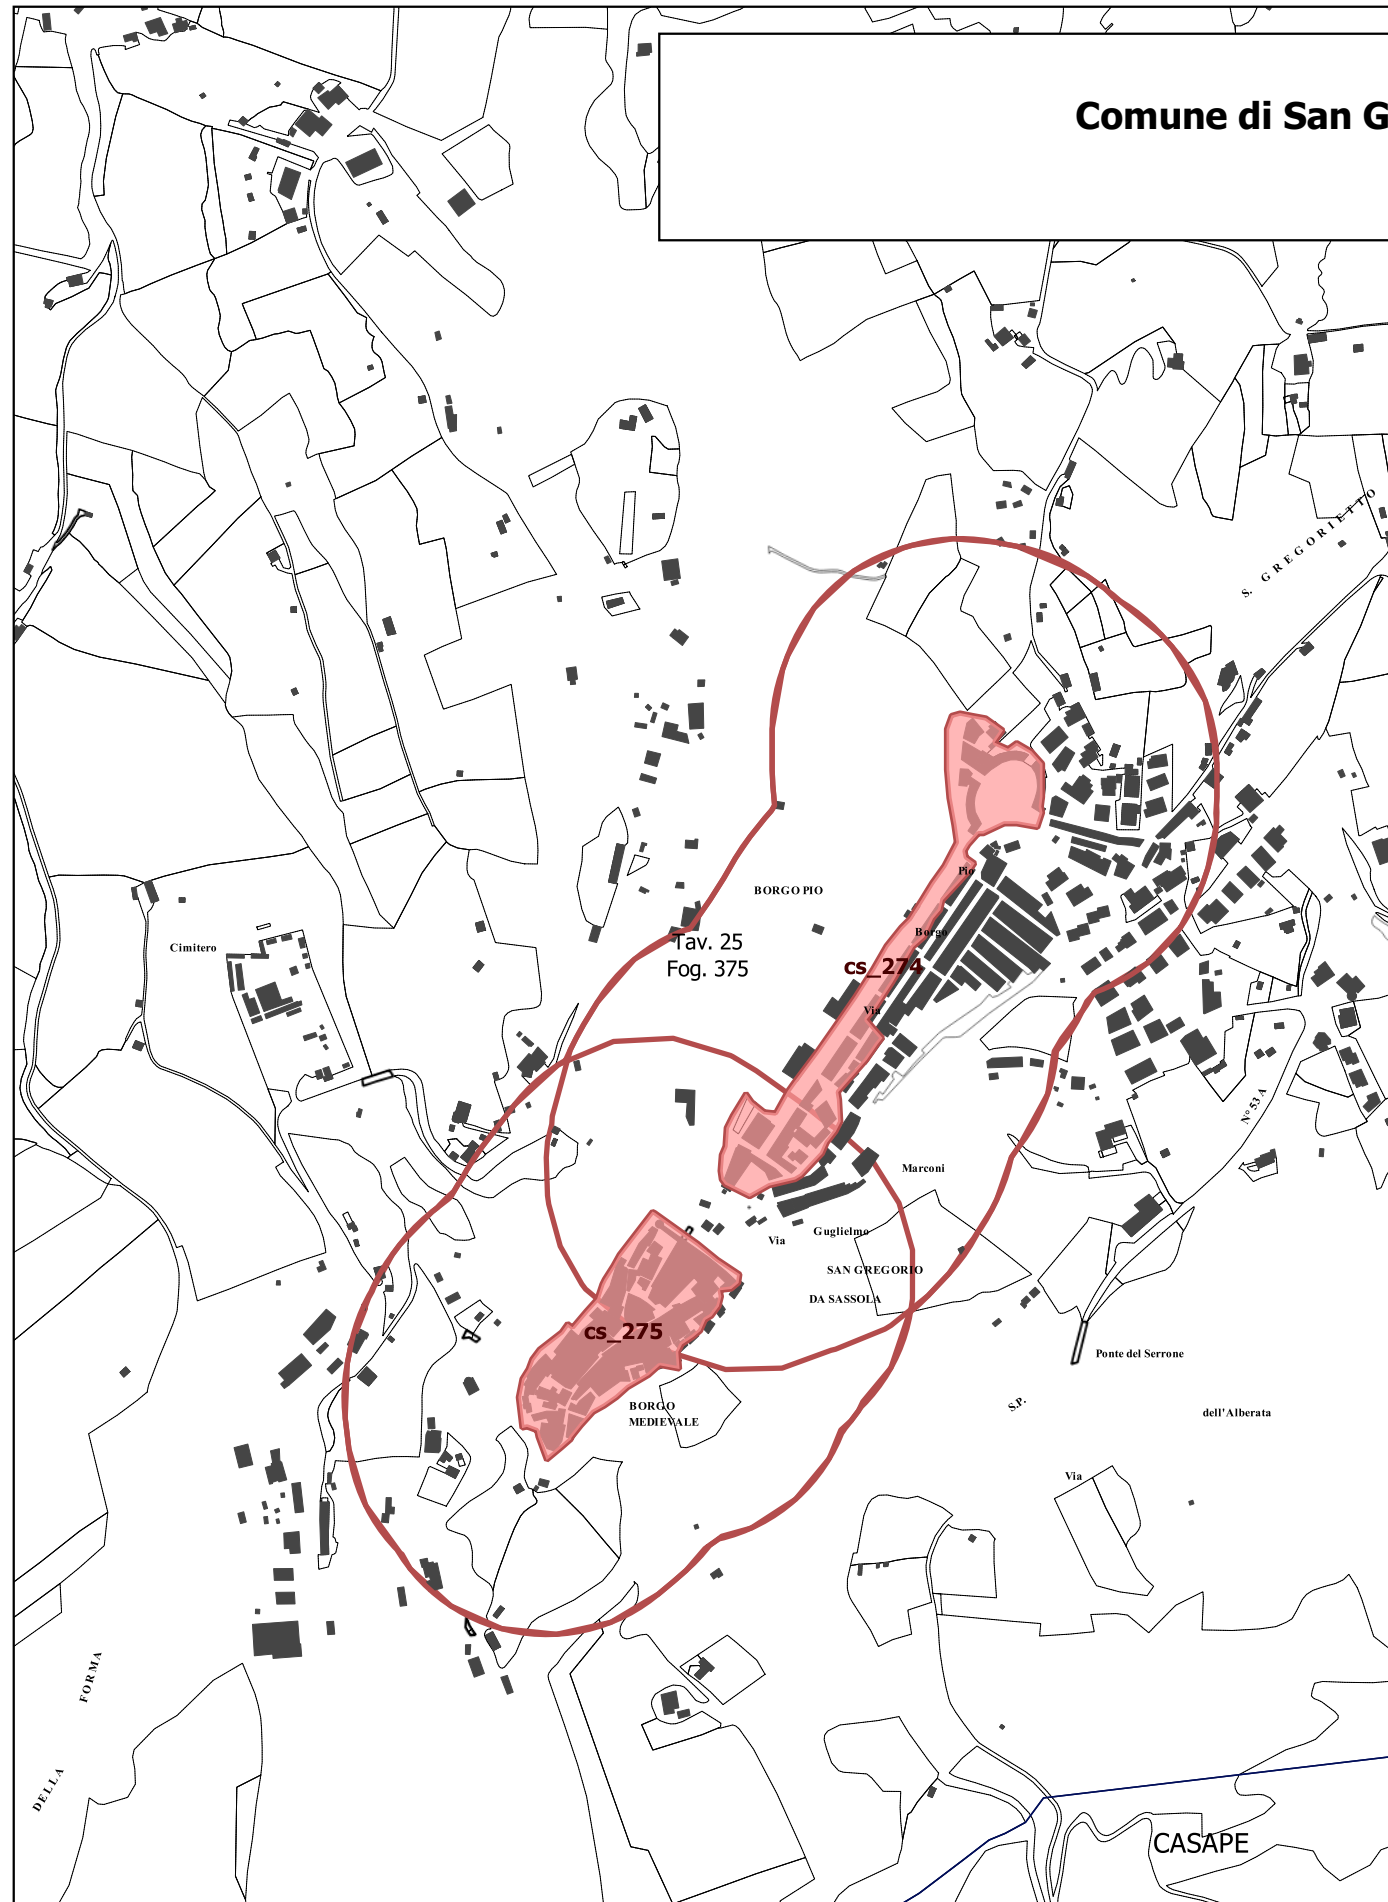 Comune di San G
S. GREGORIETTO
Pio
BORGO PIO
Borgo
Tav. 25
Fog. 375
Cimitero
cs_274
Via
N° 53 A
Marconi
Guglielmo
Via
SAN GREGORIO
DA SASSOLA
cs_275
Ponte del Serrone
BORGO
MEDIEVALE
S.P.
dell'Alberata
Via
FORMA
DELLA
CASAPE